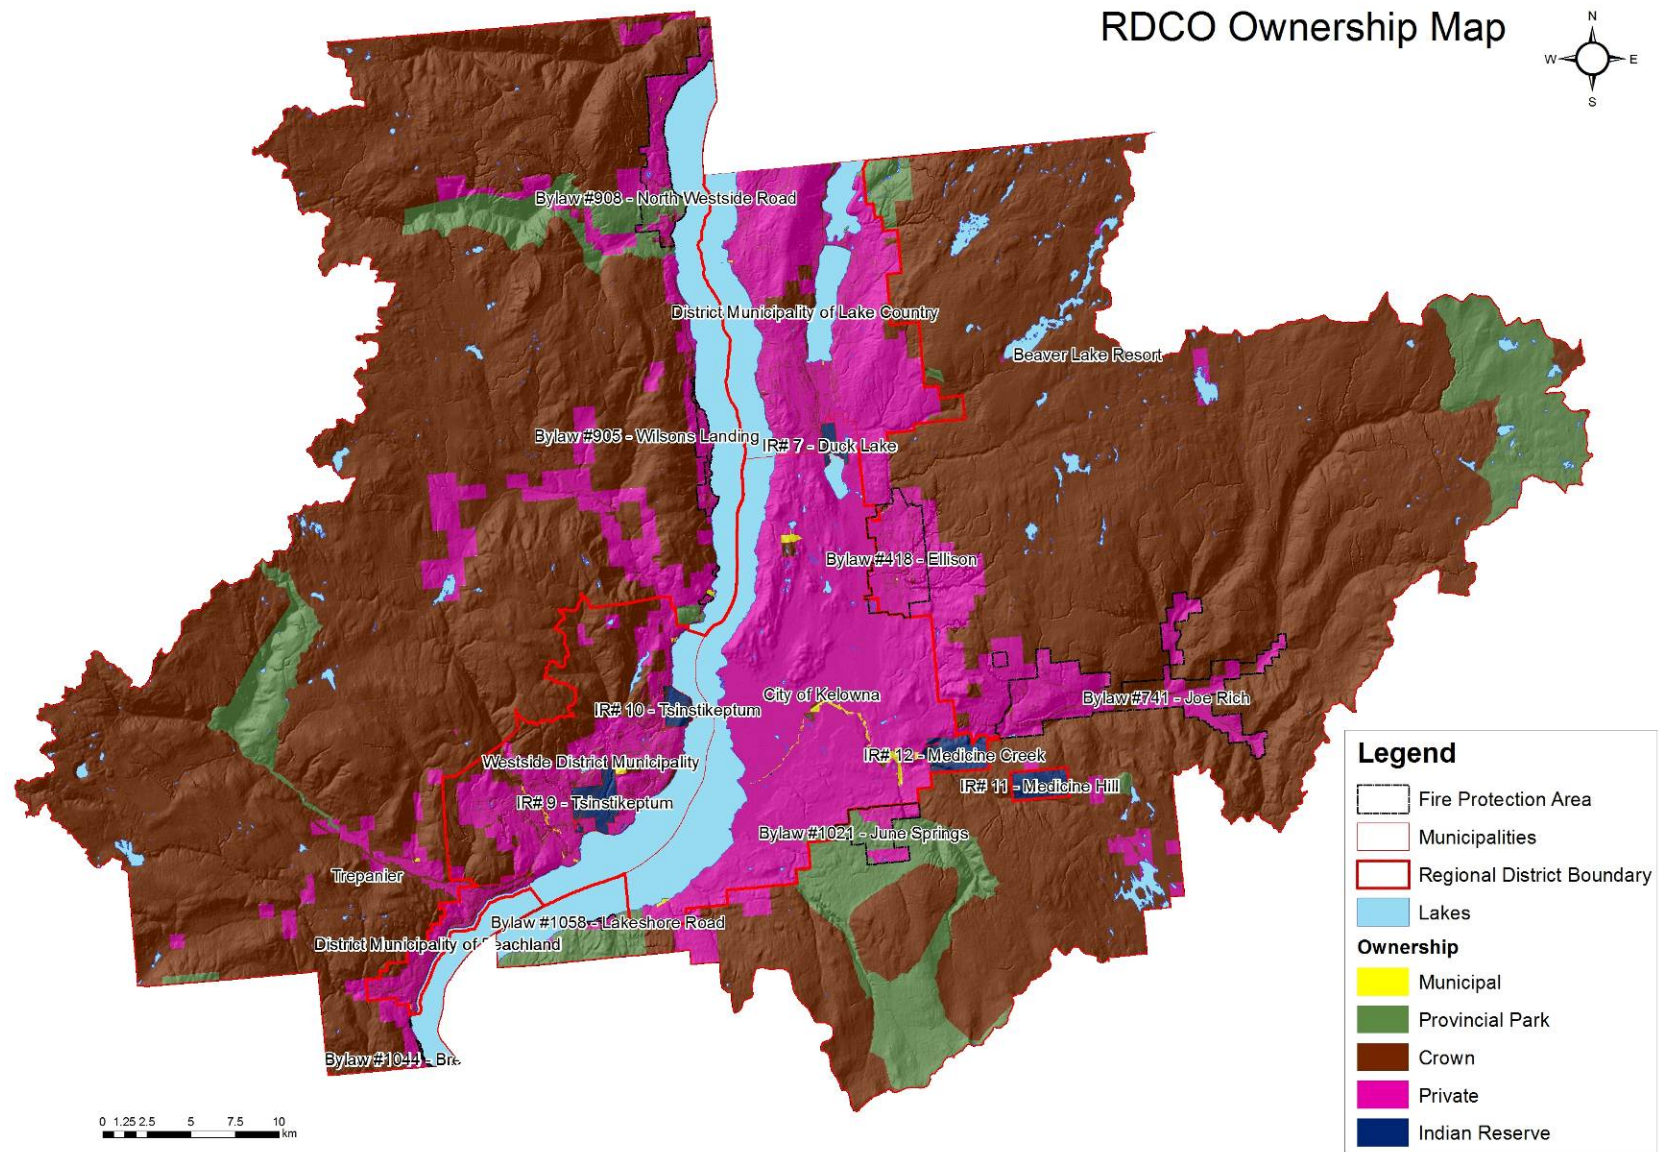 RDCO Ownership Map
N
W E
S
Bylaw #908 - North Westside Road
District Municipality of Lake Country
Beaver Lake Resort
Bylaw #905 - Wilsons Landing
IR# 7 - Duck Lake
Bylaw #418 - Ellison
City of Kelowna
Bylaw #741 - Joe Rich
IR# 10 - Tsinstikeptum
IR# 12 - Medicine Creek
Westside District Municipality
IR# 11 - Medicine Hill
IR# 9 - Tsinstikeptum
Bylaw #1021 - June Springs
Trepanier
Bylaw #1058 - Lakeshore Road
District Municipality of Peachland
Bylaw #1044 - Bre
0 1.25 2.5 5 7.5 10
km
Legend
Fire Protection Area
Municipalities
Regional District Boundary
Lakes
Ownership
Municipal
Provincial Park
Crown
Private
Indian Reserve